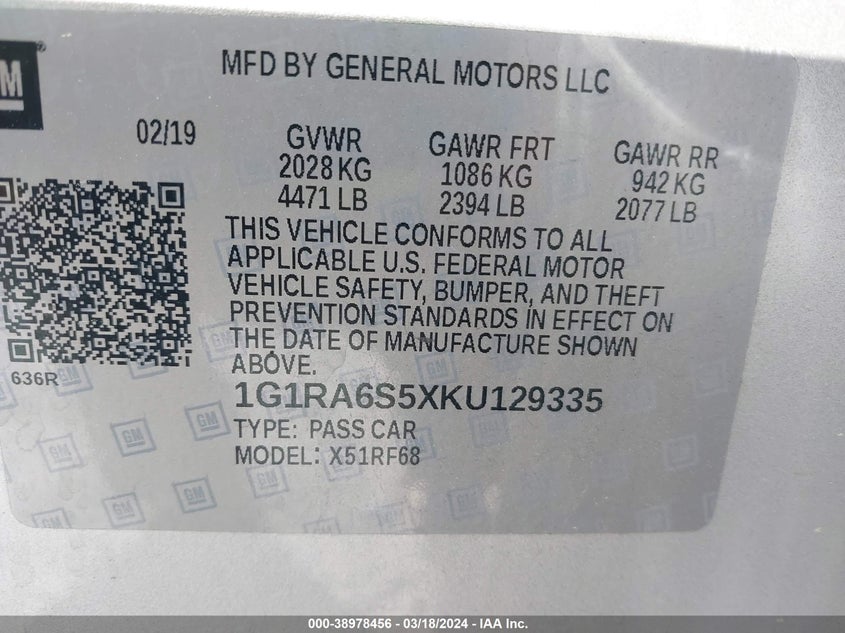 GM
MFD BY GENERAL MOTORS LLC
02/19
GVWR
2028 KG
4471 LB
GAWR FRT
1086 KG
2394 LB
GAWR RR
942 KG
2077 LB
THIS VEHICLE CONFORMS TO ALL
APPLICABLE U.S. FEDERAL MOTOR
VEHICLE SAFETY, BUMPER, AND THEFT
PREVENTION STANDARDS IN EFFECT ON
THE DATE OF MANUFACTURE SHOWN
ABOVE.
636R
1G1RA6S5XKU129335
TYPE: PASS CAR
MODEL: X51RF68
000-38978456 - 03/18/2024 - IAA Inc.